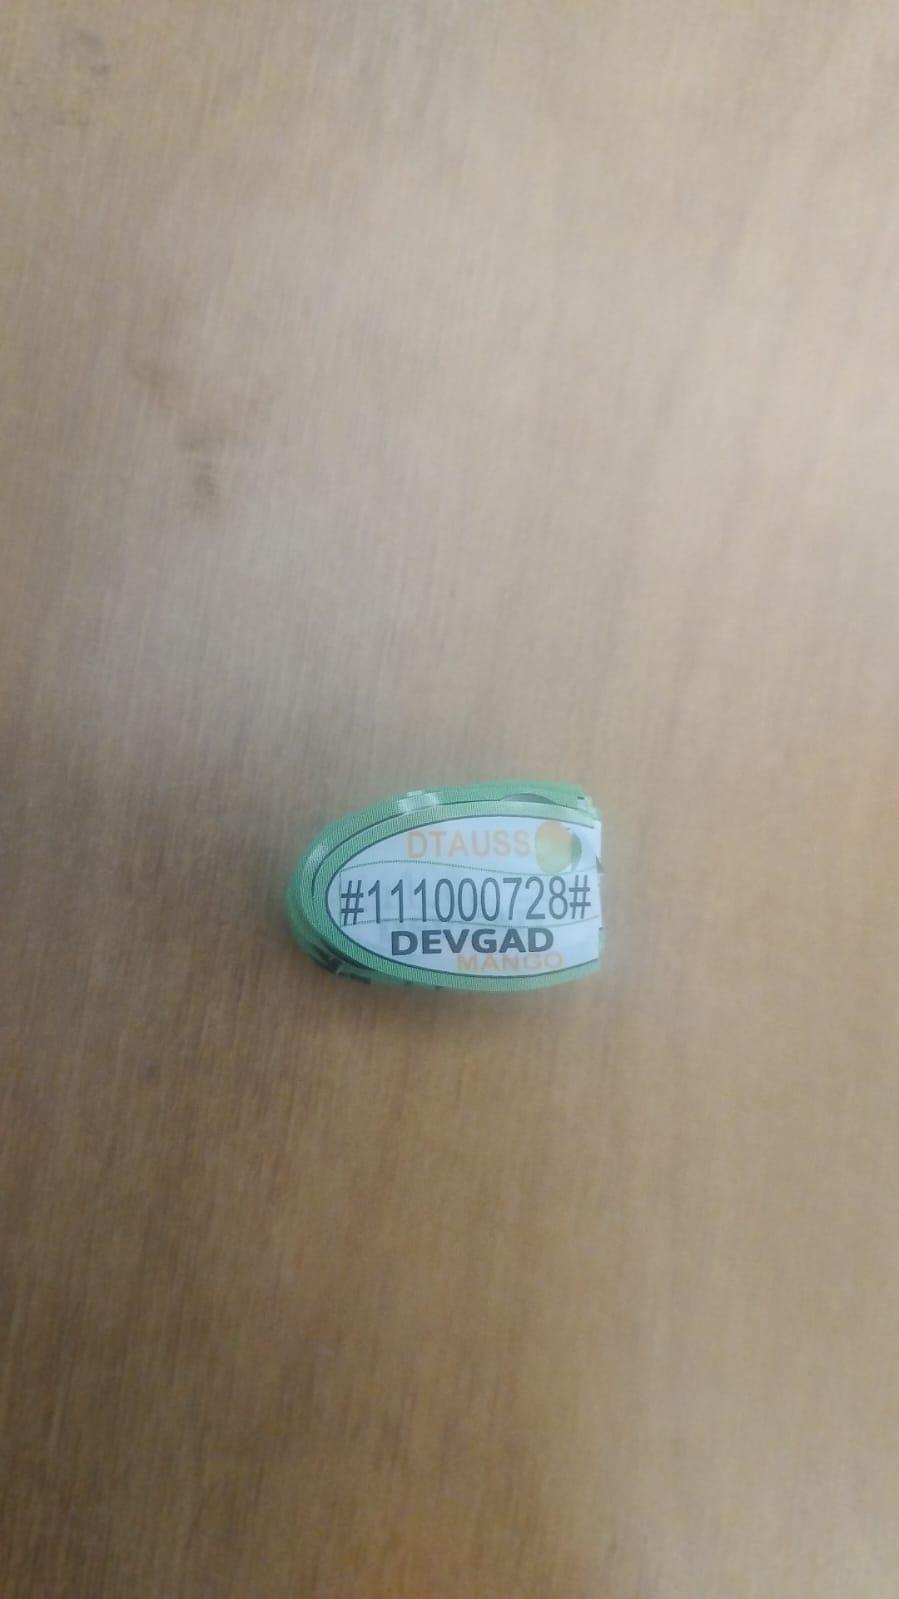 DTAUSS
#111000728#
DEVGAD
MANGO